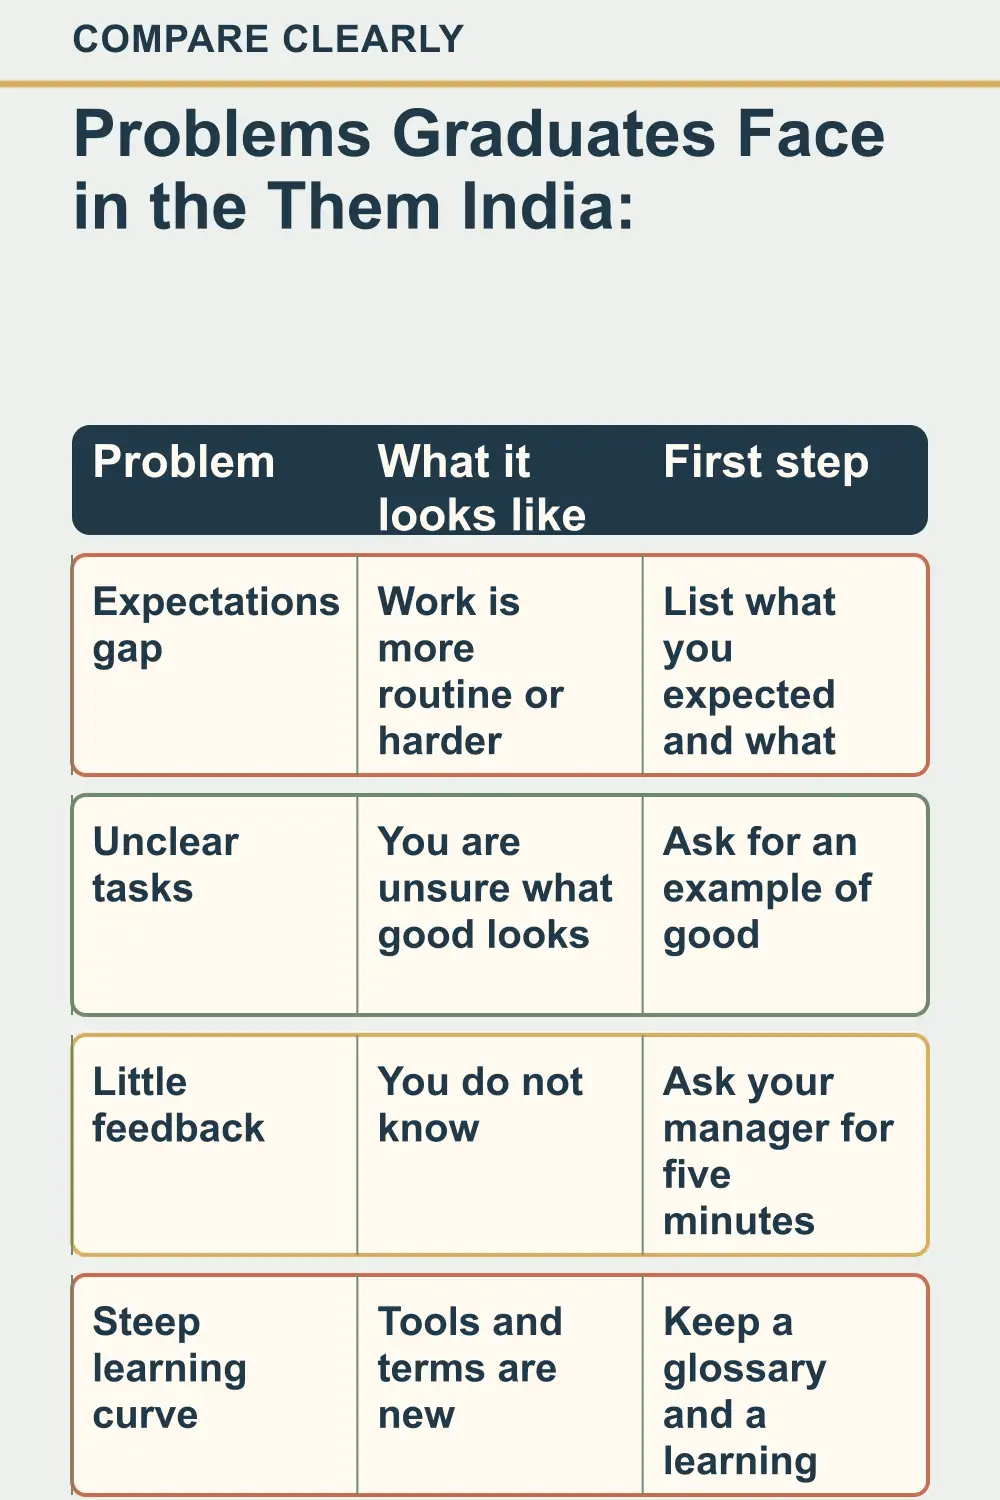 COMPARE CLEARLY
Problems Graduates Face
in the Them India:
Problem
What it
looks like
First step
Expectations
gap
Work is
more
routine or
harder
List what
you
expected
and what
Unclear
tasks
You are
unsure what
good looks
Ask for an
example of
good
Little
feedback
You do not
know
Ask your
manager for
five
minutes
Steep
learning
curve
Tools and
terms are
new
Keep a
glossary
and a
learning